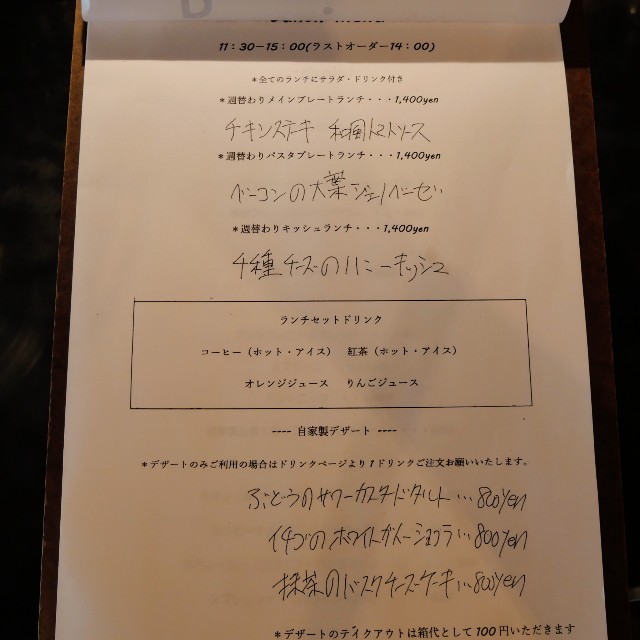 Lunch menu
11：30−15：00(ラストオーダー14：00)
＊全てのランチにサラダ・ドリンク付き
＊週替わりメインプレートランチ・・・1,400yen
チキンステーキ 和風トマトソース
＊週替わりパスタプレートランチ・・・1,400yen
ベーコンの大葉ジェノベーゼ
＊週替わりキッシュランチ・・・1,400yen
4種チーズのハニーキッシュ
ランチセットドリンク
コーヒー（ホット・アイス） 紅茶（ホット・アイス）
オレンジジュース りんごジュース
---- 自家製デザート ----
＊デザートのみご利用の場合はドリンクページより1ドリンクご注文お願いいたします。
ぶどうのサワーカスタードタルト…800yen
イチゴのホワイトガトーショコラ…800yen
抹茶のバスクチーズケーキ…800yen
＊デザートのテイクアウトは箱代として100円いただきます